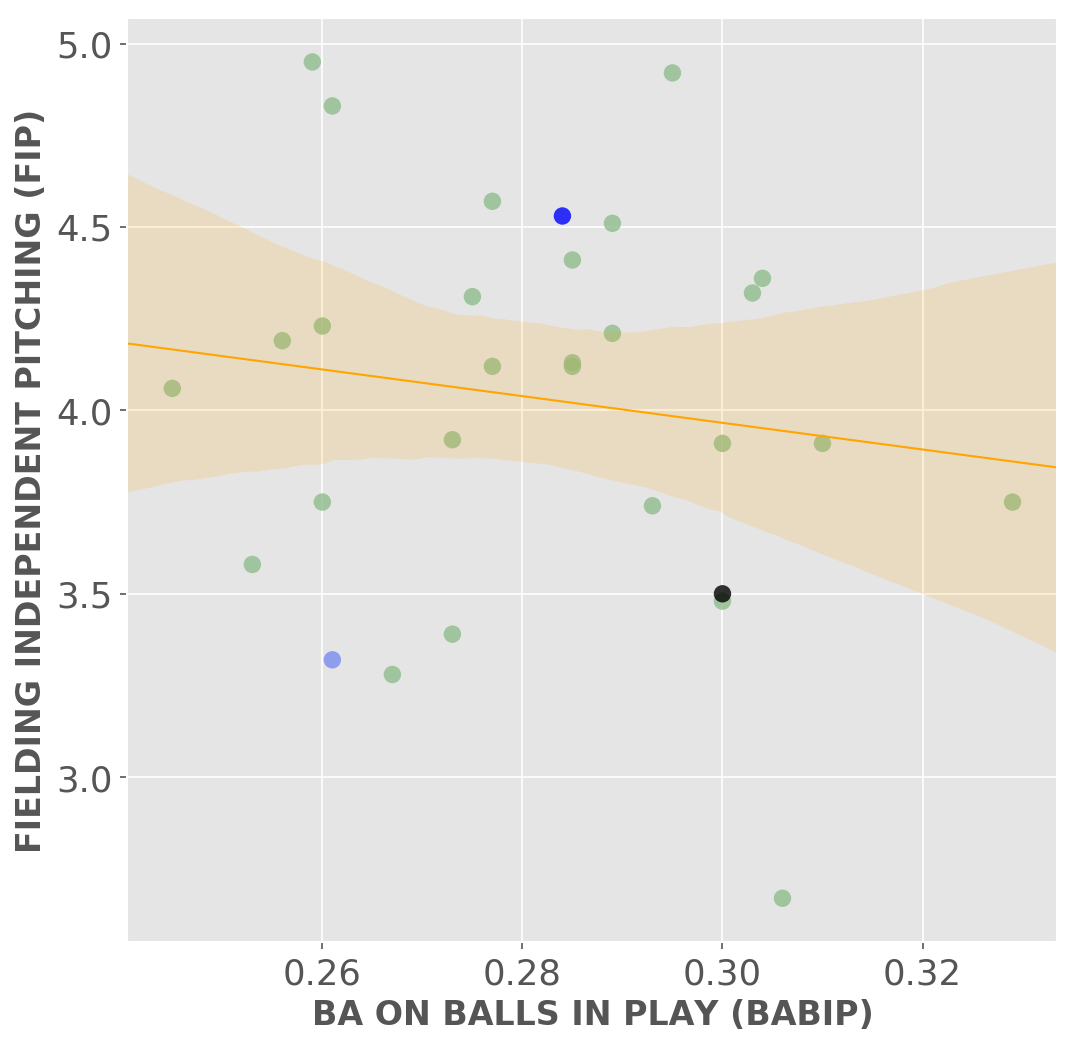 FIELDING INDEPENDENT PITCHING (FIP)
5.0
4.5
4.0
3.5
3.0
0.26 0.28 0.30 0.32
BA ON BALLS IN PLAY (BABIP)